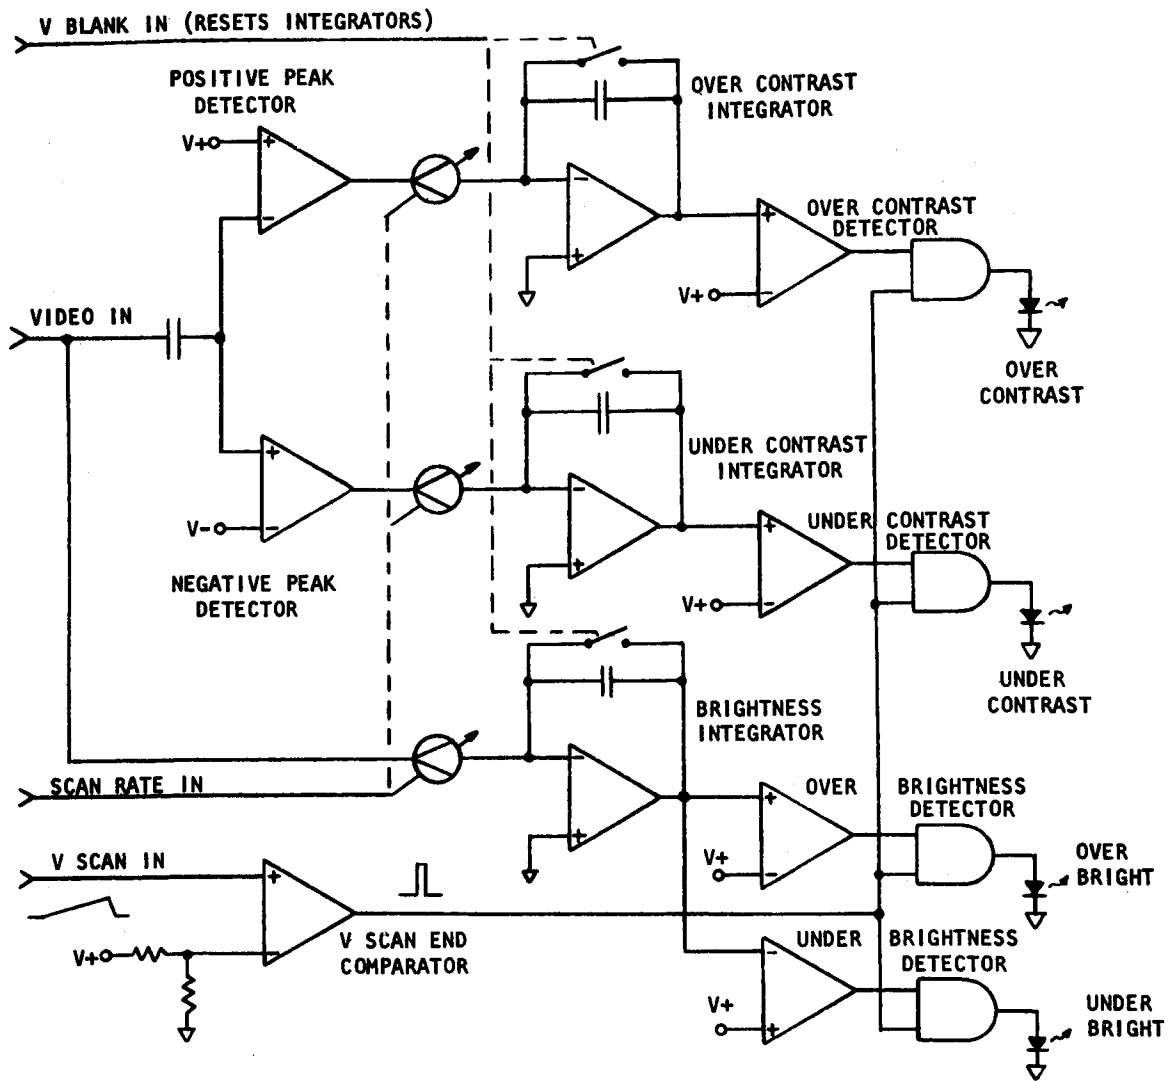 V BLANK IN (RESETS INTEGRATORS)
POSITIVE PEAK
DETECTOR
V+
+
-
OVER CONTRAST
INTEGRATOR
-
+
OVER CONTRAST
DETECTOR
+
V+
-
VIDEO IN
OVER
CONTRAST
UNDER CONTRAST
INTEGRATOR
+
V-
-
-
+
UNDER CONTRAST
DETECTOR
+
V+
-
NEGATIVE PEAK
DETECTOR
UNDER
CONTRAST
BRIGHTNESS
INTEGRATOR
-
+
SCAN RATE IN
OVER BRIGHTNESS
DETECTOR
+
V+
-
OVER
BRIGHT
V SCAN IN
+
V+
-
V SCAN END
COMPARATOR
UNDER BRIGHTNESS
DETECTOR
-
V+
+
UNDER
BRIGHT